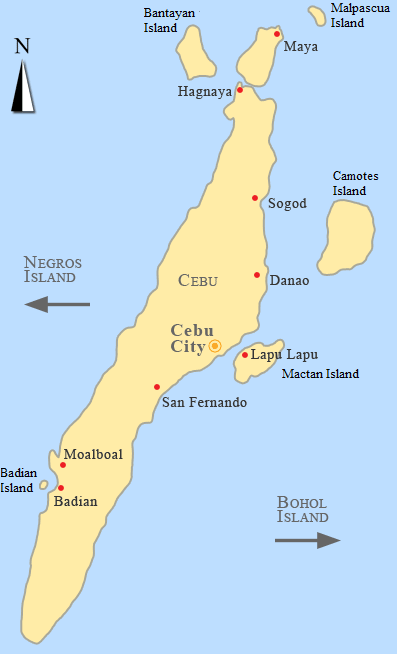 Bantayan
Island
Malpascua
Island
N
Maya
Hagnaya
Camotes
Island
Sogod
NEGROS
ISLAND
CEBU
Danao
Cebu
City
Lapu Lapu
Mactan Island
San Fernando
Moalboal
Badian
Island
Badian
BOHOL
ISLAND